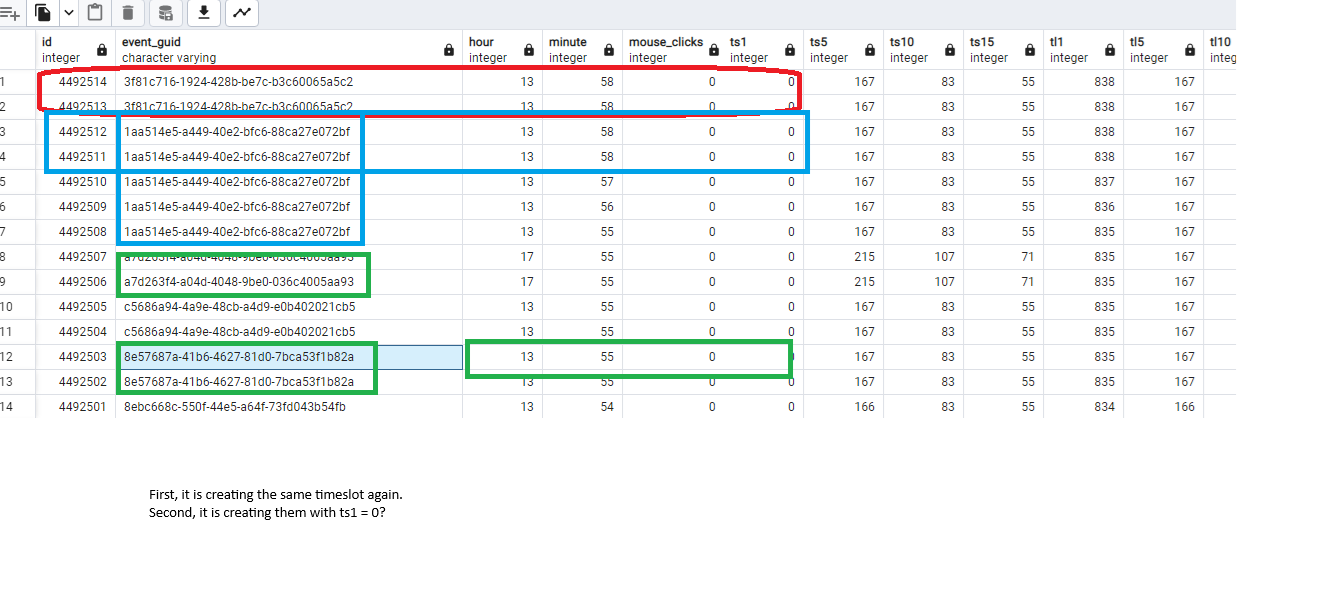 id event_guid hour minute mouse_clicks ts1 ts5 ts10 ts15 tl1 tl5 tl10
integer character varying integer integer integer integer integer integer integer integer integer integ
1 4492514 3f81c716-1924-428b-be7c-b3c60065a5c2 13 58 0 0 167 83 55 838 167
2 4492513 3f81c716-1924-428b-be7c-b3c60065a5c2 13 58 0 0 167 83 55 838 167
3 4492512 1aa514e5-a449-40e2-bfc6-88ca27e072bf 13 58 0 0 167 83 55 838 167
4 4492511 1aa514e5-a449-40e2-bfc6-88ca27e072bf 13 58 0 0 167 83 55 838 167
5 4492510 1aa514e5-a449-40e2-bfc6-88ca27e072bf 13 57 0 0 167 83 55 837 167
6 4492509 1aa514e5-a449-40e2-bfc6-88ca27e072bf 13 56 0 0 167 83 55 836 167
7 4492508 1aa514e5-a449-40e2-bfc6-88ca27e072bf 13 55 0 0 167 83 55 835 167
8 4492507 a7d263f4-a04d-4048-9be0-036c4005aa93 17 55 0 0 215 107 71 835 167
9 4492506 a7d263f4-a04d-4048-9be0-036c4005aa93 17 55 0 0 215 107 71 835 167
10 4492505 c5686a94-4a9e-48cb-a4d9-e0b402021cb5 13 55 0 0 167 83 55 835 167
11 4492504 c5686a94-4a9e-48cb-a4d9-e0b402021cb5 13 55 0 0 167 83 55 835 167
12 4492503 8e57687a-41b6-4627-81d0-7bca53f1b82a 13 55 0 167 83 55 835 167
13 4492502 8e57687a-41b6-4627-81d0-7bca53f1b82a 13 55 0 0 167 83 55 835 167
14 4492501 8ebc668c-550f-44e5-a64f-73fd043b54fb 13 54 0 0 166 83 55 834 166
First, it is creating the same timeslot again.
Second, it is creating them with ts1 = 0?